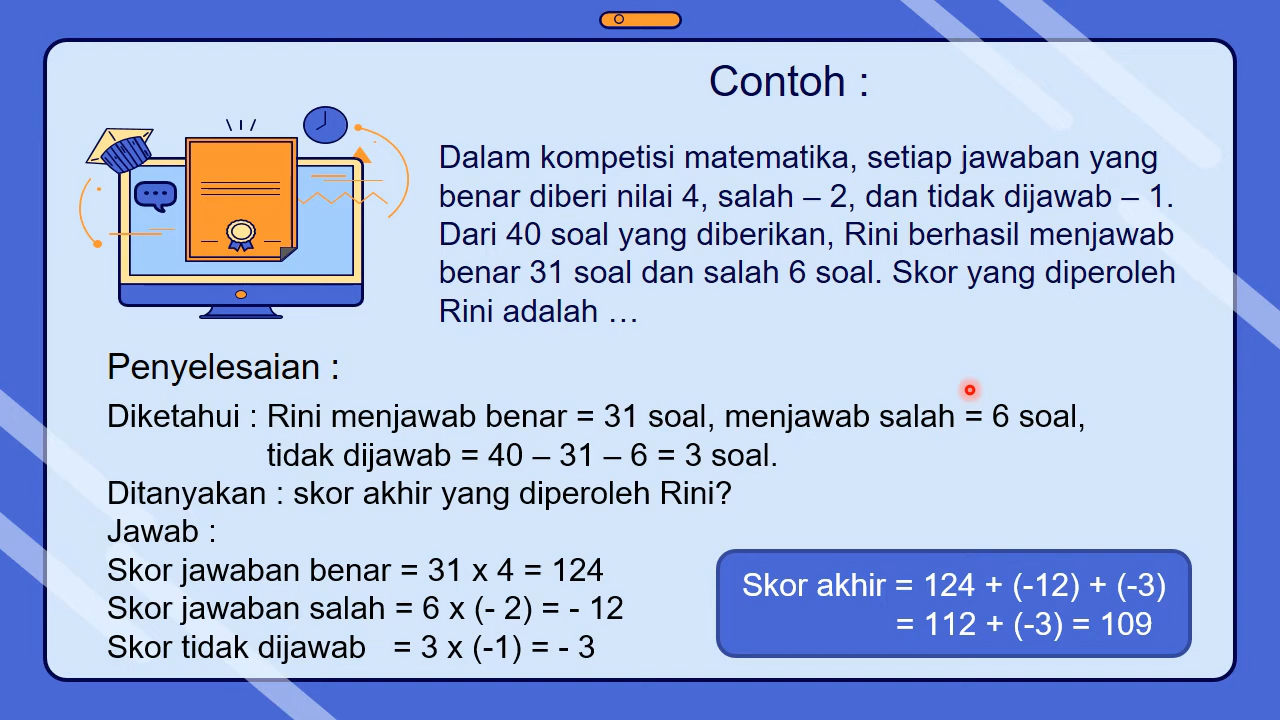 Contoh :
Dalam kompetisi matematika, setiap jawaban yang
benar diberi nilai 4, salah – 2, dan tidak dijawab – 1.
Dari 40 soal yang diberikan, Rini berhasil menjawab
benar 31 soal dan salah 6 soal. Skor yang diperoleh
Rini adalah …
Penyelesaian :
Diketahui : Rini menjawab benar = 31 soal, menjawab salah = 6 soal,
tidak dijawab = 40 – 31 – 6 = 3 soal.
Ditanyakan : skor akhir yang diperoleh Rini?
Jawab :
Skor jawaban benar = 31 x 4 = 124
Skor jawaban salah = 6 x (- 2) = - 12
Skor tidak dijawab = 3 x (-1) = - 3
Skor akhir = 124 + (-12) + (-3)
= 112 + (-3) = 109